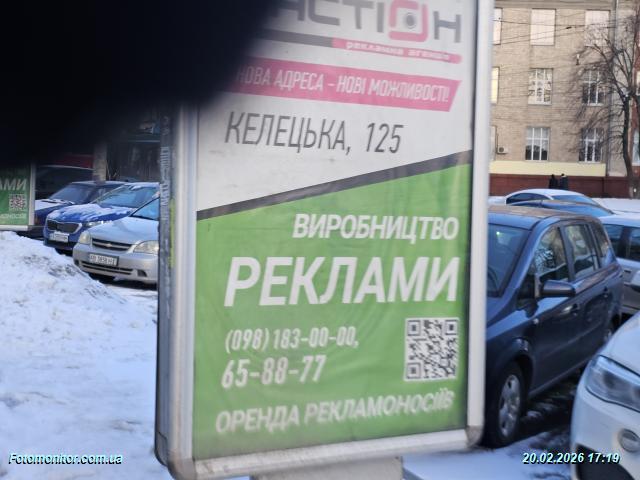 рекламна агенція
НОВА АДРЕСА - НОВІ МОЖЛИВОСТІ!
КЕЛЕЦЬКА, 125
ВИРОБНИЦТВО
РЕКЛАМИ
(098) 183-00-00,
65-88-77
ОРЕНДА РЕКЛАМОНОСІЇВ
Fotomonitor.com.ua
20.02.2026 17:19